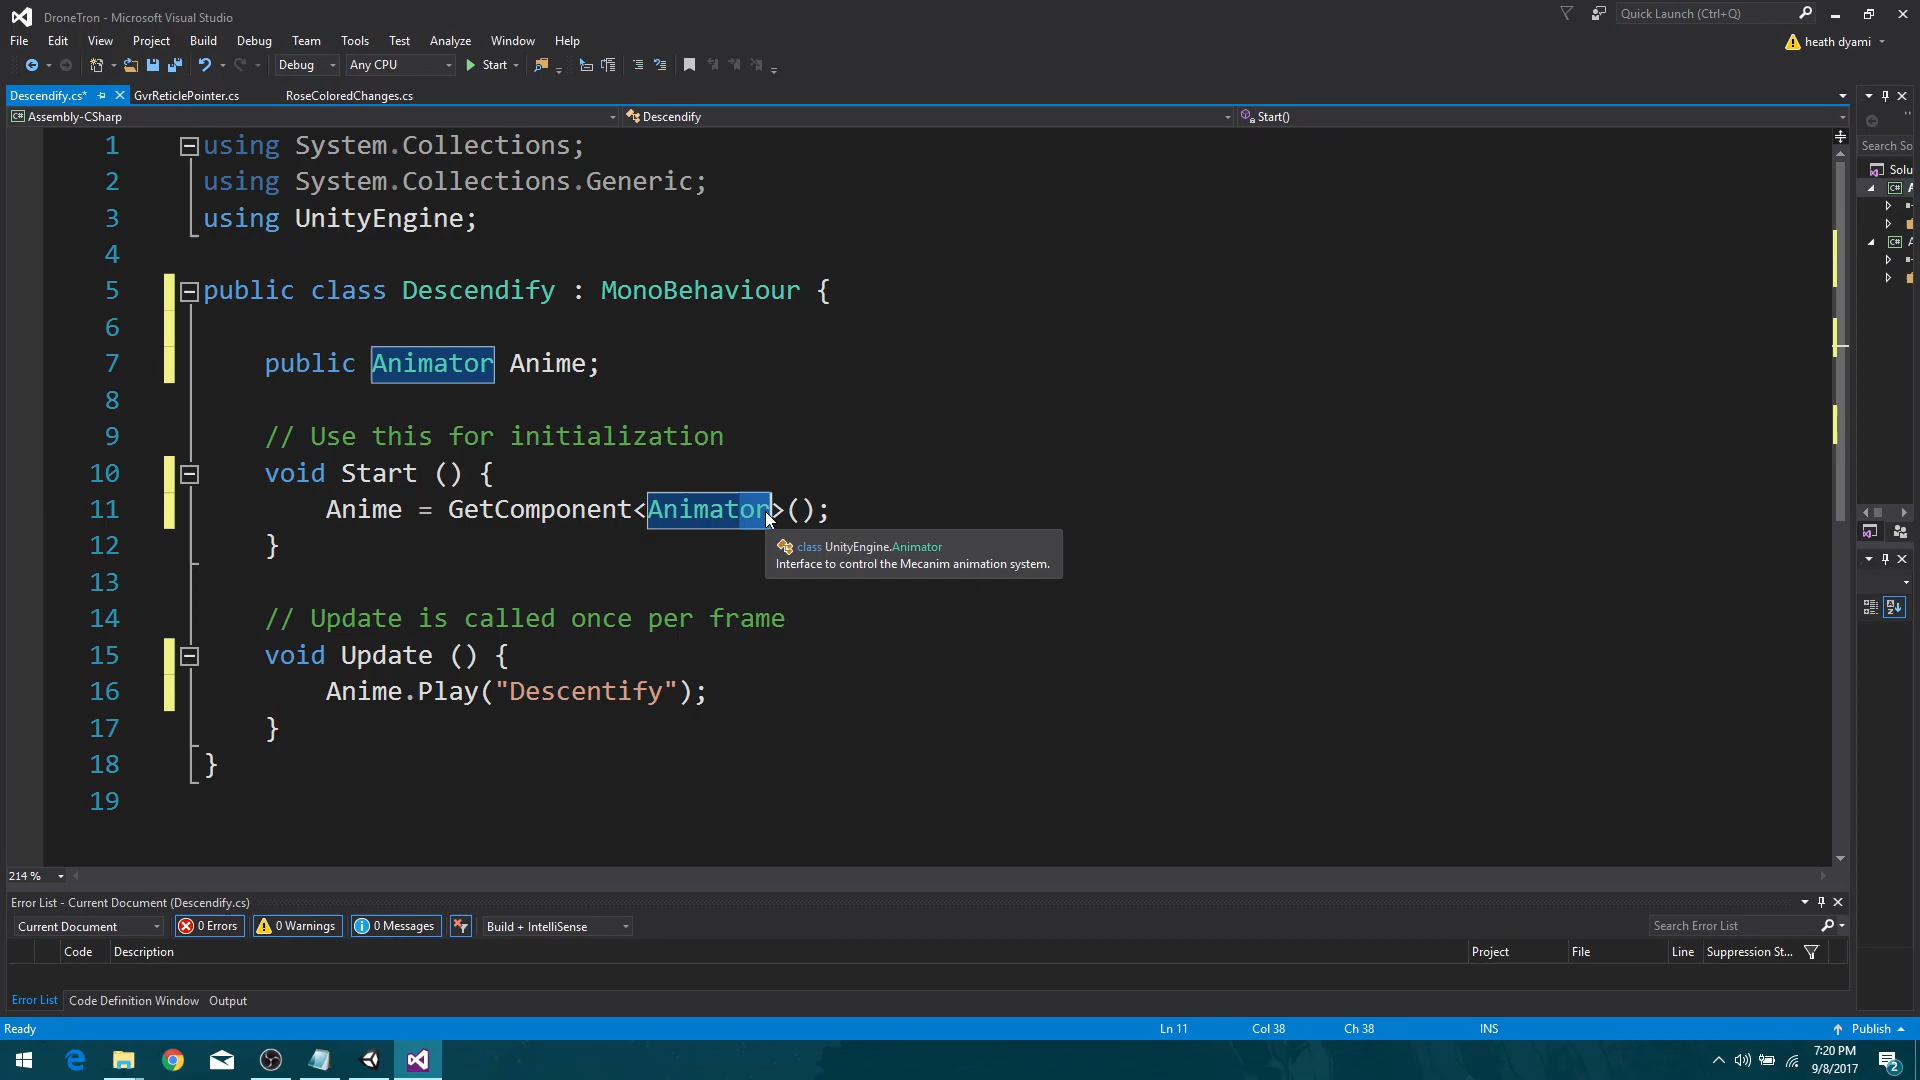 DroneTron - Microsoft Visual Studio
Quick Launch (Ctrl+Q)
File Edit View Project Build Debug Team Tools Test Analyze Window Help
heath dyami
Debug Any CPU Start
Descendify.cs* GvrReticlePointer.cs RoseColoredChanges.cs
Assembly-CSharp Descendify Start()
Search So
Solu
1 using System.Collections;
2 using System.Collections.Generic;
3 using UnityEngine;
4
5 public class Descendify : MonoBehaviour {
6
7 public Animator Anime;
8
9 // Use this for initialization
10 void Start () {
11 Anime = GetComponent<Animator>();
12 }
13
14 // Update is called once per frame
15 void Update () {
16 Anime.Play("Descentify");
17 }
18 }
19
class UnityEngine.Animator
Interface to control the Mecanim animation system.
214 %
Error List - Current Document (Descendify.cs)
Current Document 0 Errors 0 Warnings 0 Messages Build + IntelliSense Search Error List
Code Description Project File Line Suppression St...
Error List Code Definition Window Output
Ready Ln 11 Col 38 Ch 38 INS Publish
7:20 PM
9/8/2017
2